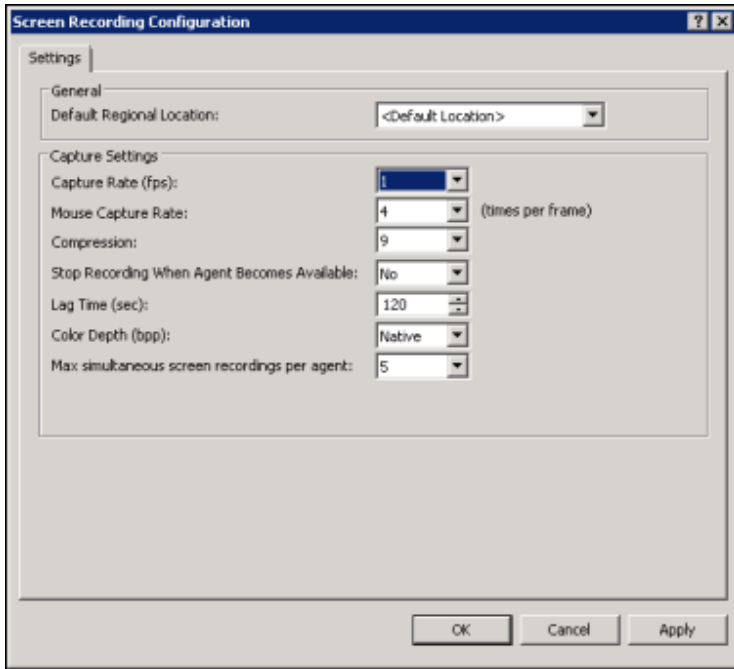 Screen Recording Configuration
Settings
General
Default Regional Location: <Default Location>
Capture Settings
Capture Rate (fps): 1
Mouse Capture Rate: 4 (times per frame)
Compression: 9
Stop Recording When Agent Becomes Available: No
Lag Time (sec): 120
Color Depth (bpp): Native
Max simultaneous screen recordings per agent: 5
OK Cancel Apply